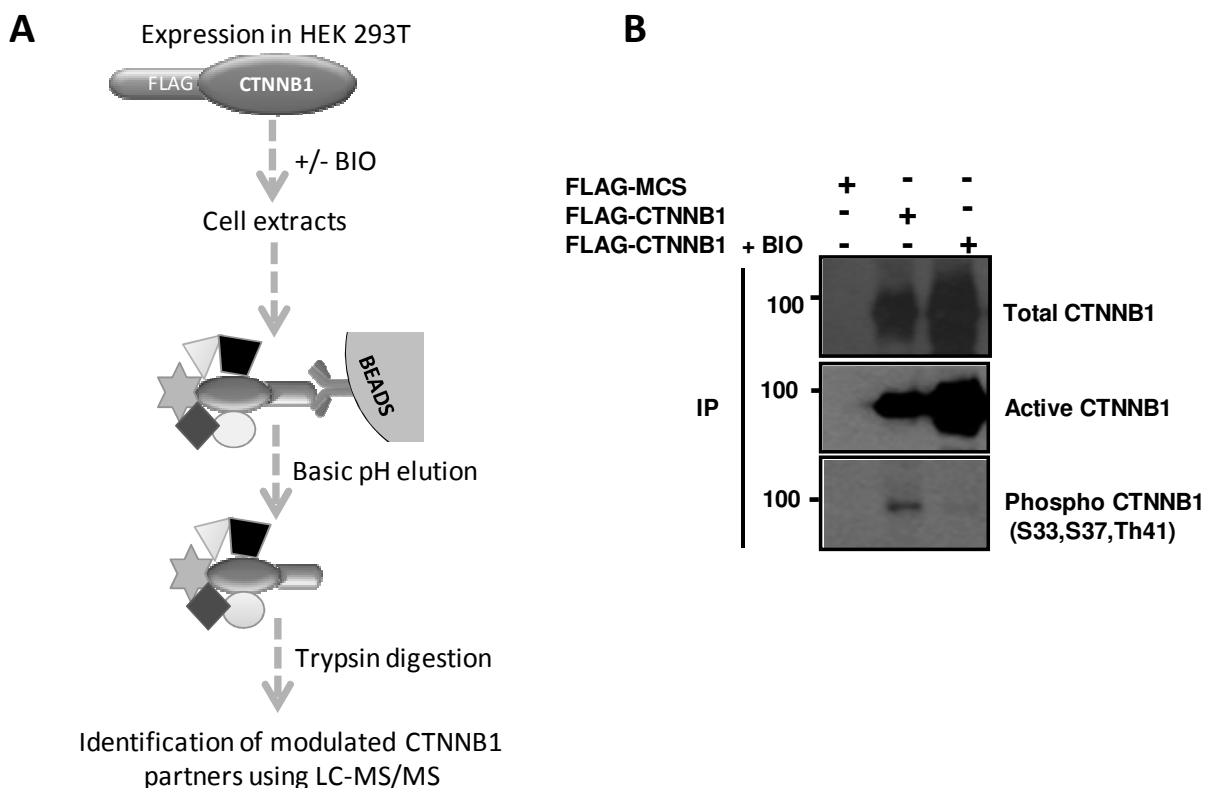 A
Expression in HEK 293T
FLAG CTNNB1
+/- BIO
Cell extracts
BEADS
Basic pH elution
Trypsin digestion
Identification of modulated CTNNB1
partners using LC-MS/MS
B
FLAG-MCS + - -
FLAG-CTNNB1 - + -
FLAG-CTNNB1 + BIO - - +
100 Total CTNNB1
IP
100 Active CTNNB1
100 Phospho CTNNB1
(S33,S37,Th41)